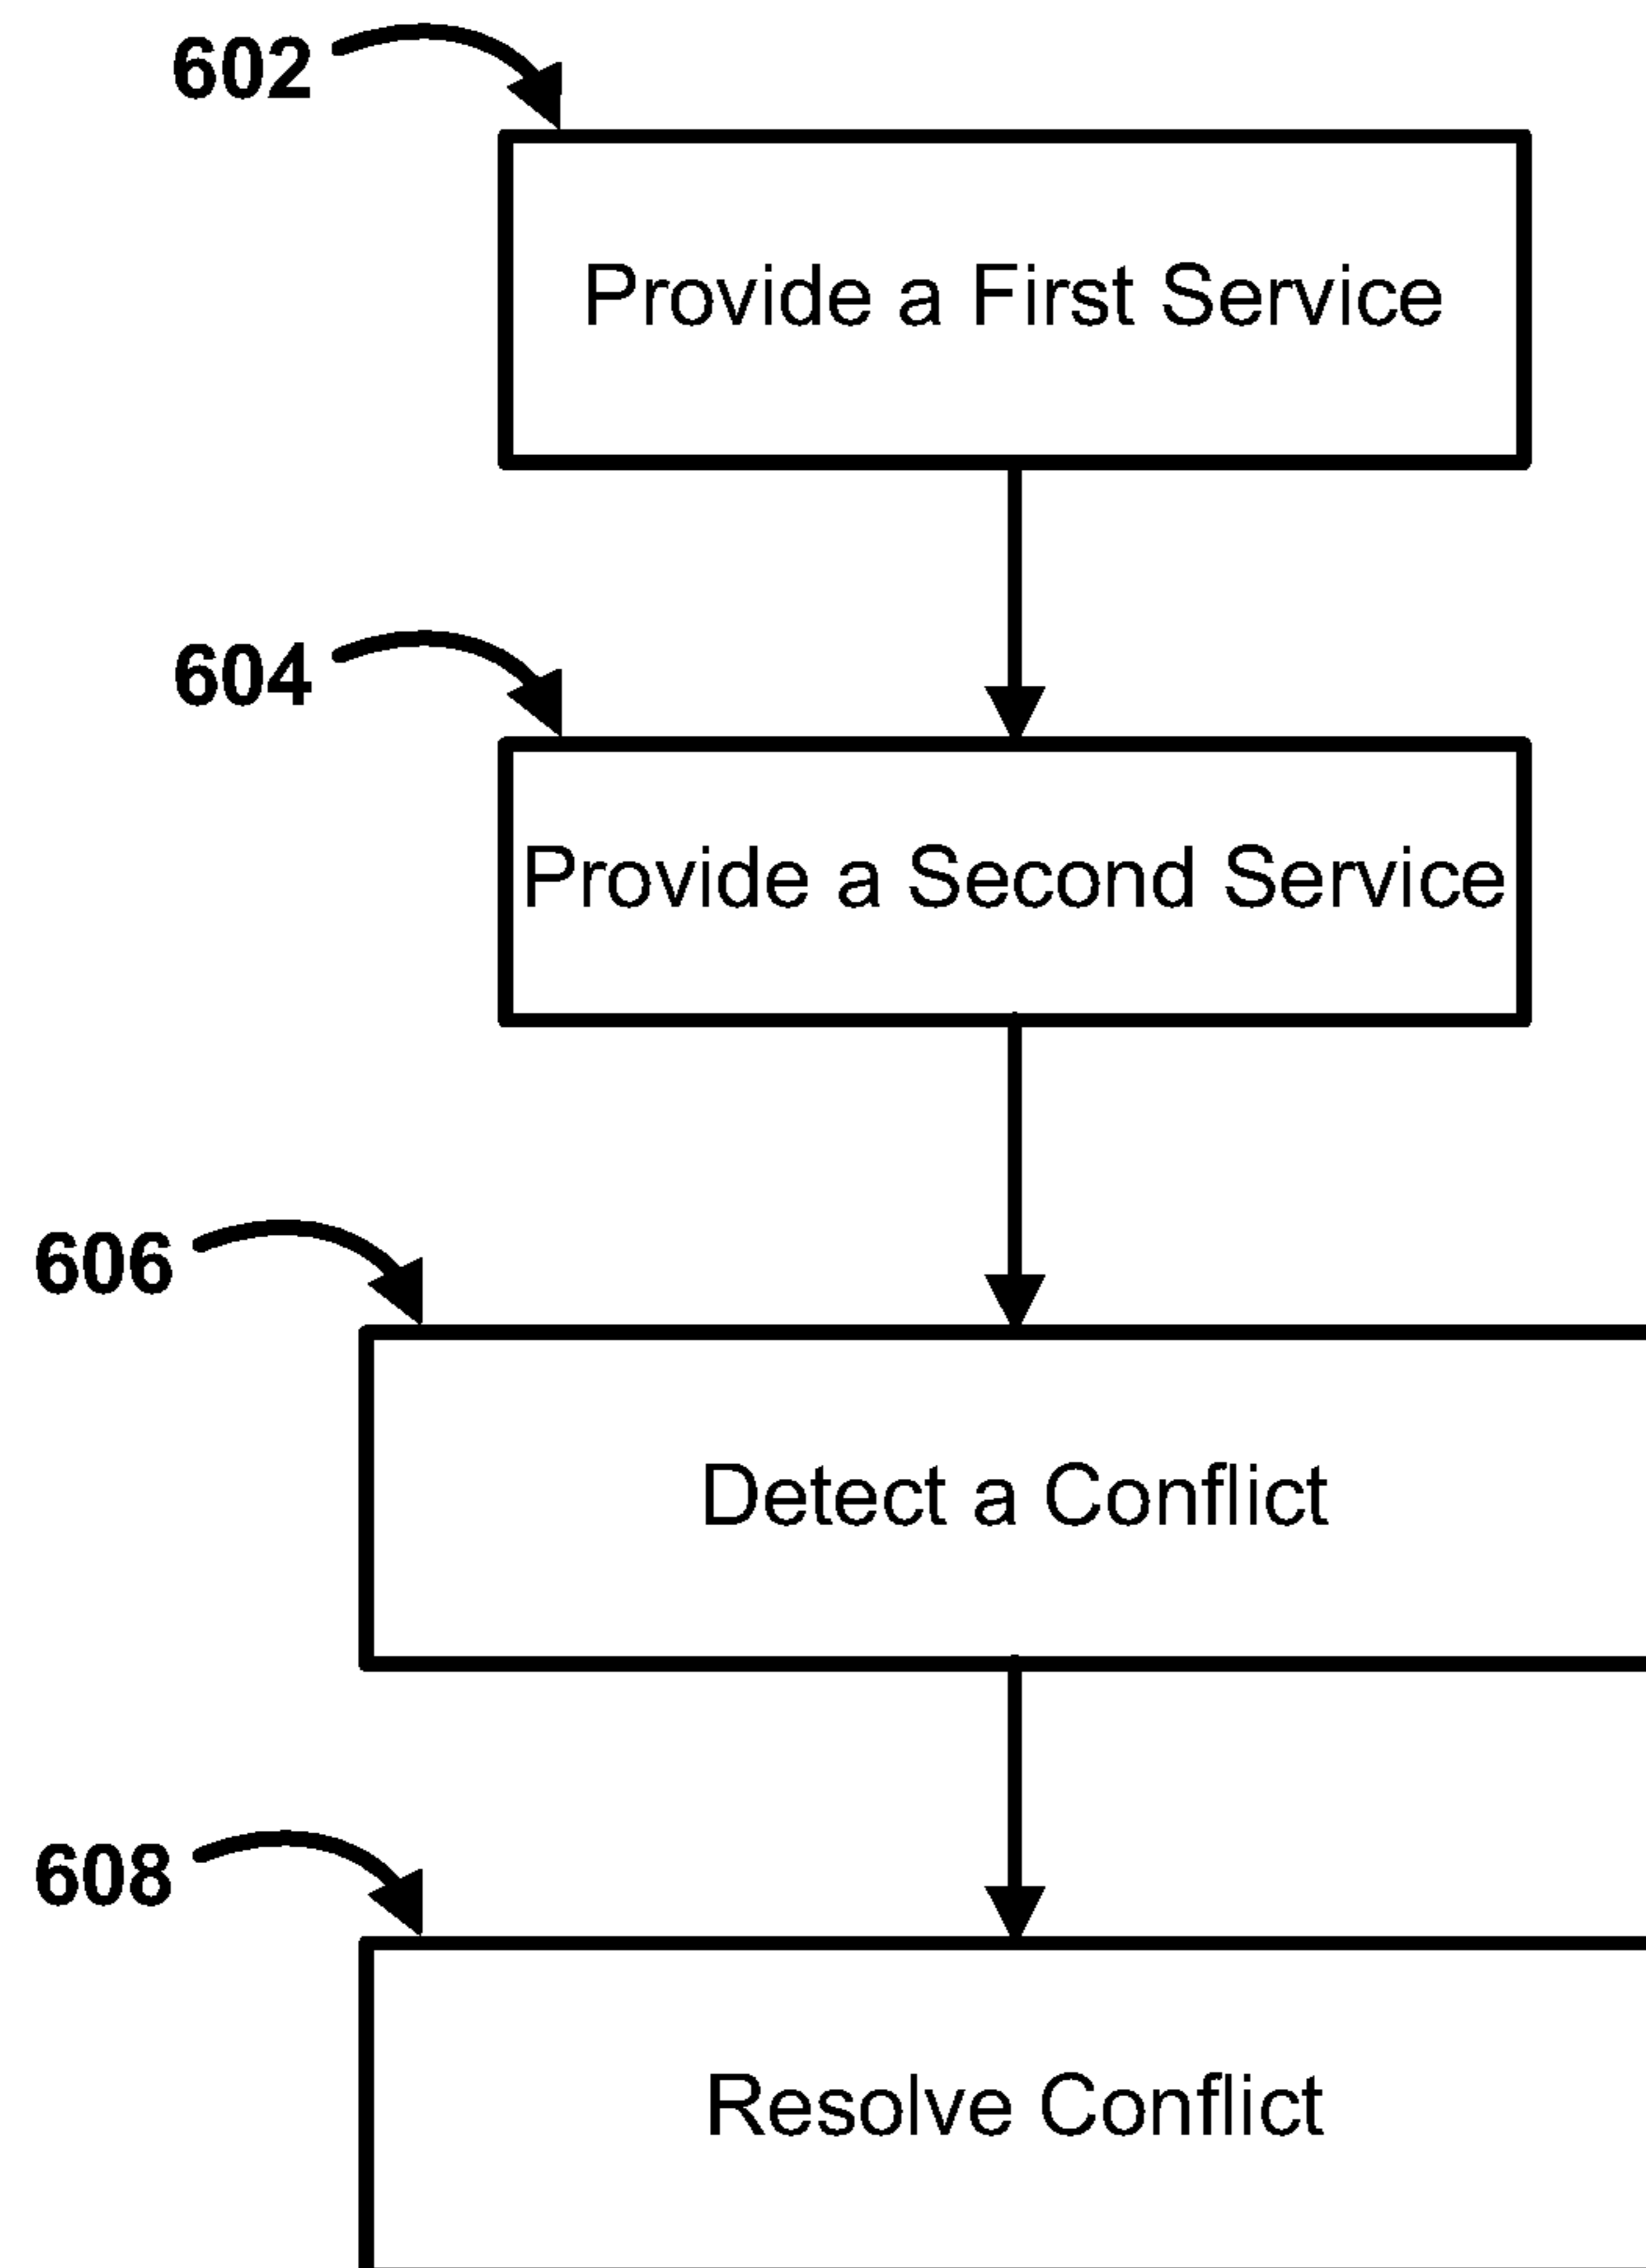 602
Provide a First Service
604
Provide a Second Service
606
Detect a Conflict
608
Resolve Conflict